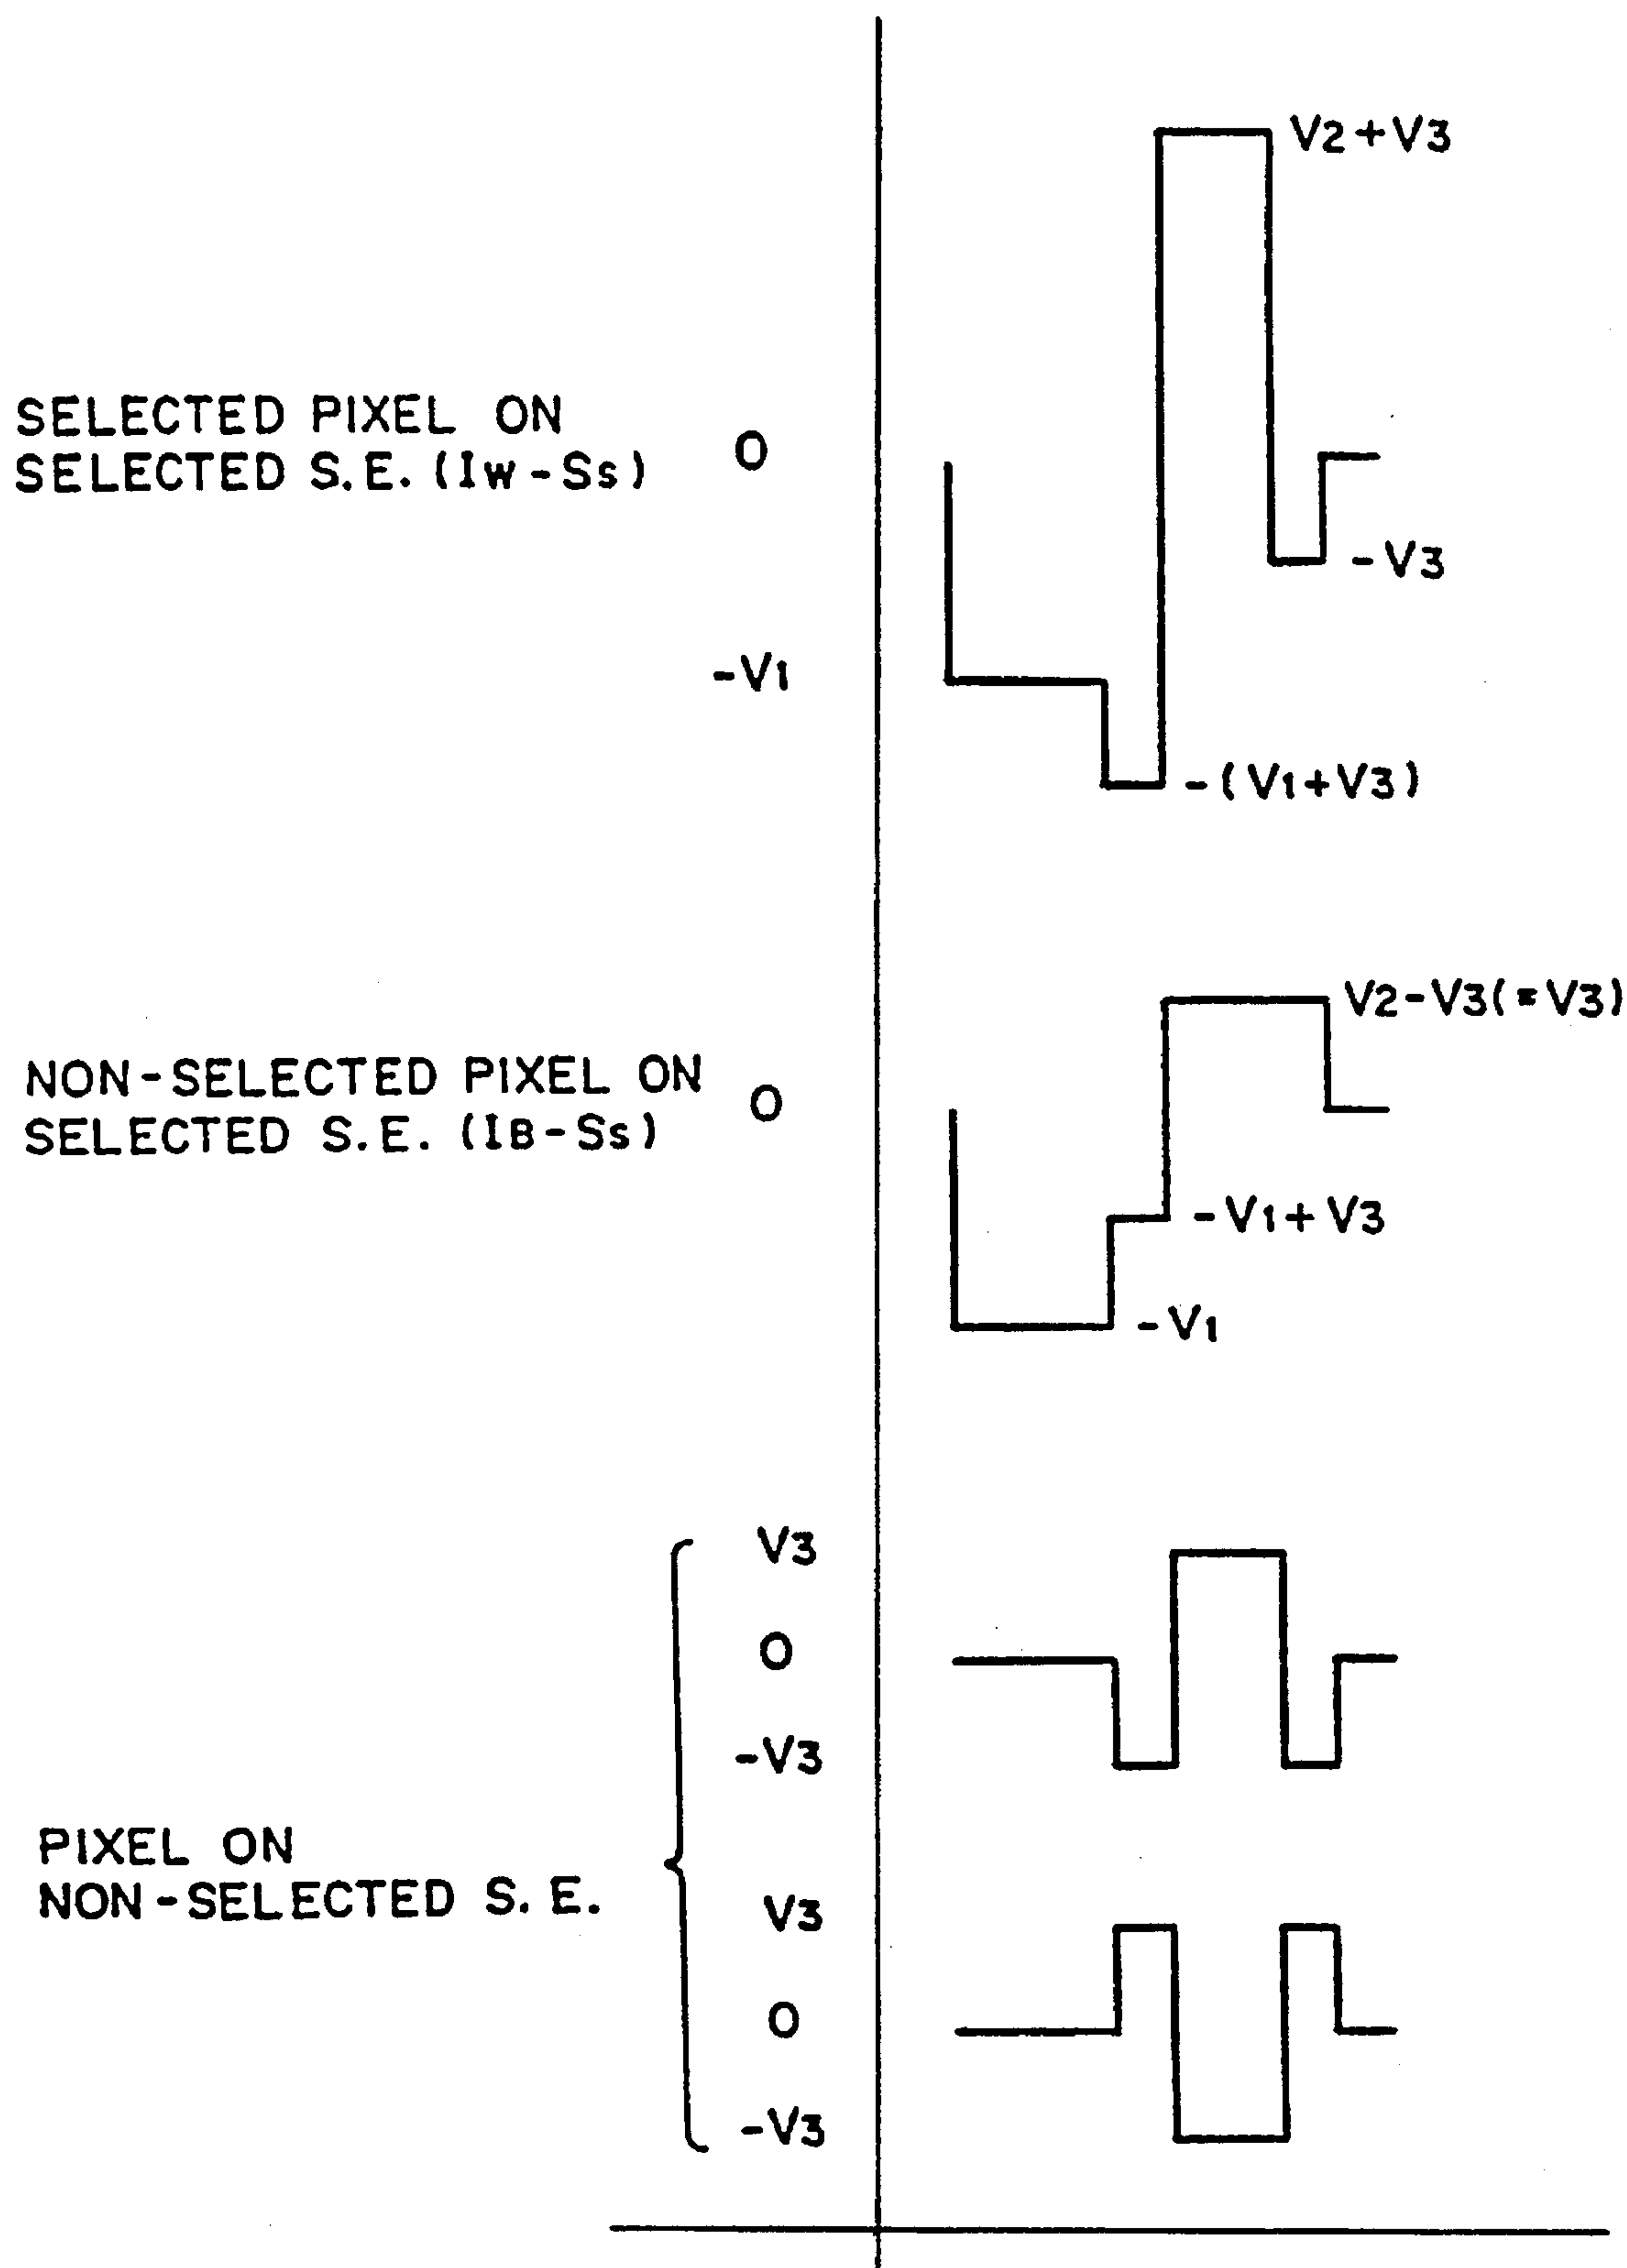 V2+V3
SELECTED PIXEL ON
SELECTED S.E. (IW-SS)
0
-V3
-V1
-(V1+V3)
V2-V3(=V3)
NON-SELECTED PIXEL ON
SELECTED S.E. (IB-SS)
0
-V1+V3
-V1
V3
0
-V3
PIXEL ON
NON-SELECTED S.E.
V3
0
-V3